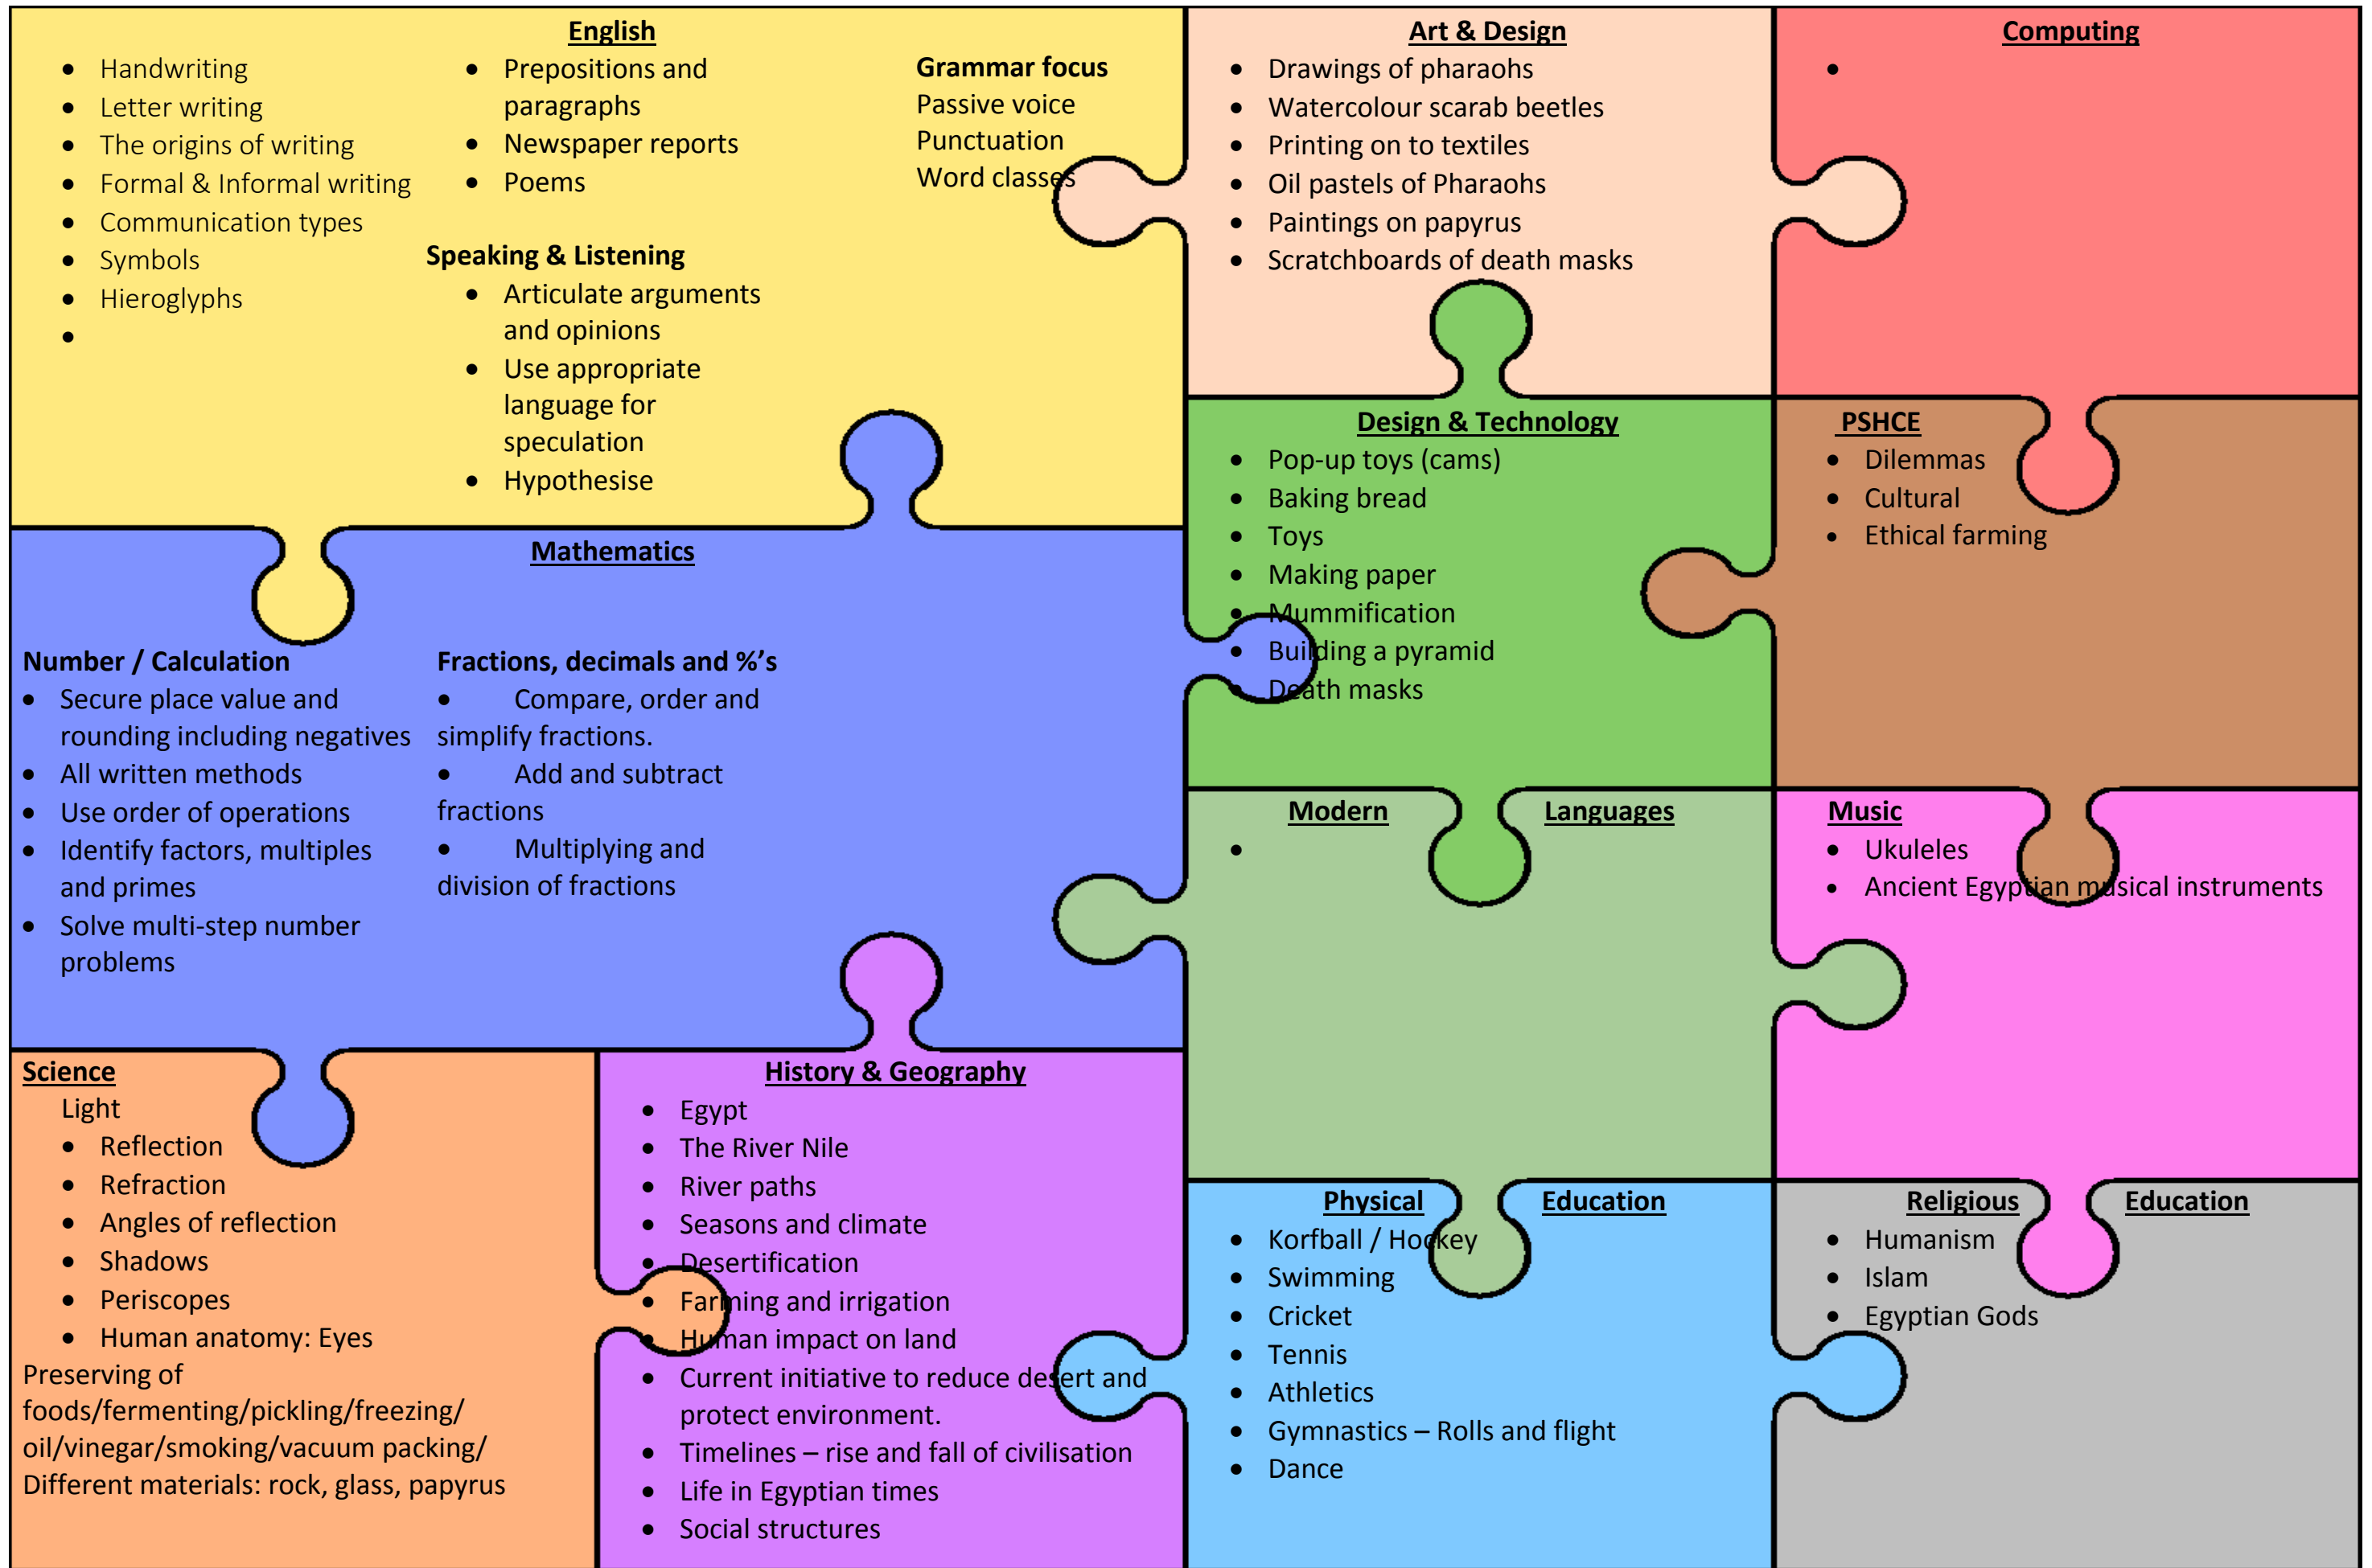 English
• Handwriting
• Letter writing
• The origins of writing
• Formal & Informal writing
• Communication types
• Symbols
• Hieroglyphs
•
• Prepositions and
paragraphs
• Newspaper reports
• Poems
Speaking & Listening
• Articulate arguments
and opinions
• Use appropriate
language for
speculation
• Hypothesise
Grammar focus
Passive voice
Punctuation
Word classes
Art & Design
• Drawings of pharaohs
• Watercolour scarab beetles
• Printing on to textiles
• Oil pastels of Pharaohs
• Paintings on papyrus
• Scratchboards of death masks
Computing
•
Mathematics
Number / Calculation
• Secure place value and
rounding including negatives
• All written methods
• Use order of operations
• Identify factors, multiples
and primes
• Solve multi-step number
problems
Fractions, decimals and %'s
• Compare, order and
simplify fractions.
• Add and subtract
fractions
• Multiplying and
division of fractions
Design & Technology
• Pop-up toys (cams)
• Baking bread
• Toys
• Making paper
• Mummification
• Building a pyramid
• Death masks
PSHCE
• Dilemmas
• Cultural
• Ethical farming
Modern Languages
•
Music
• Ukuleles
• Ancient Egyptian musical instruments
Science
Light
• Reflection
• Refraction
• Angles of reflection
• Shadows
• Periscopes
• Human anatomy: Eyes
Preserving of
foods/fermenting/pickling/freezing/
oil/vinegar/smoking/vacuum packing/
Different materials: rock, glass, papyrus
History & Geography
• Egypt
• The River Nile
• River paths
• Seasons and climate
• Desertification
• Farming and irrigation
• Human impact on land
• Current initiative to reduce desert and
protect environment.
• Timelines – rise and fall of civilisation
• Life in Egyptian times
• Social structures
Physical Education
• Korfball / Hockey
• Swimming
• Cricket
• Tennis
• Athletics
• Gymnastics – Rolls and flight
• Dance
Religious Education
• Humanism
• Islam
• Egyptian Gods